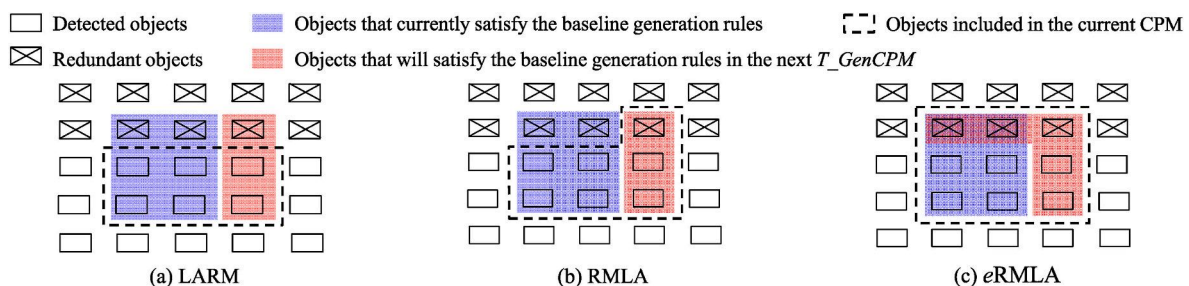 Detected objects
Objects that currently satisfy the baseline generation rules
Objects included in the current CPM
Redundant objects
Objects that will satisfy the baseline generation rules in the next T_GenCPM
(a) LARM
(b) RMLA
(c) eRMLA